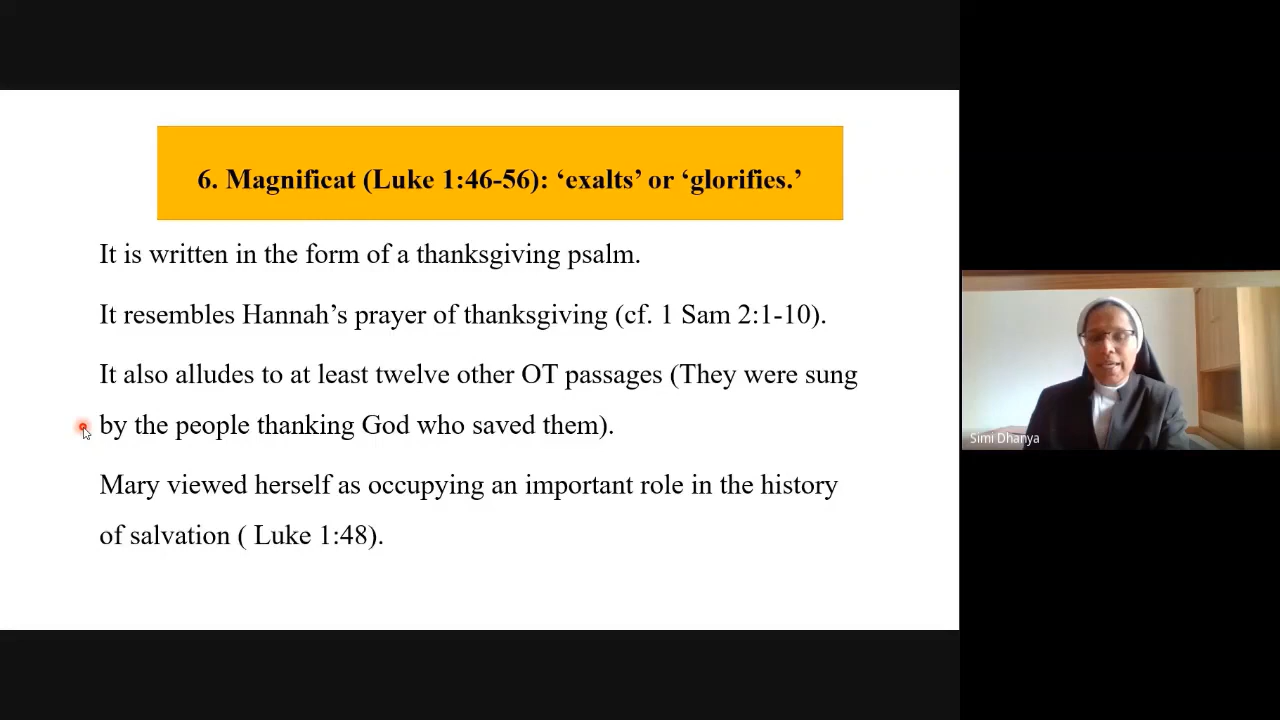 6. Magnificat (Luke 1:46-56): ‘exalts’ or ‘glorifies.’
It is written in the form of a thanksgiving psalm.
It resembles Hannah’s prayer of thanksgiving (cf. 1 Sam 2:1-10).
It also alludes to at least twelve other OT passages (They were sung
by the people thanking God who saved them).
Mary viewed herself as occupying an important role in the history
of salvation ( Luke 1:48).
Simi Dhanya